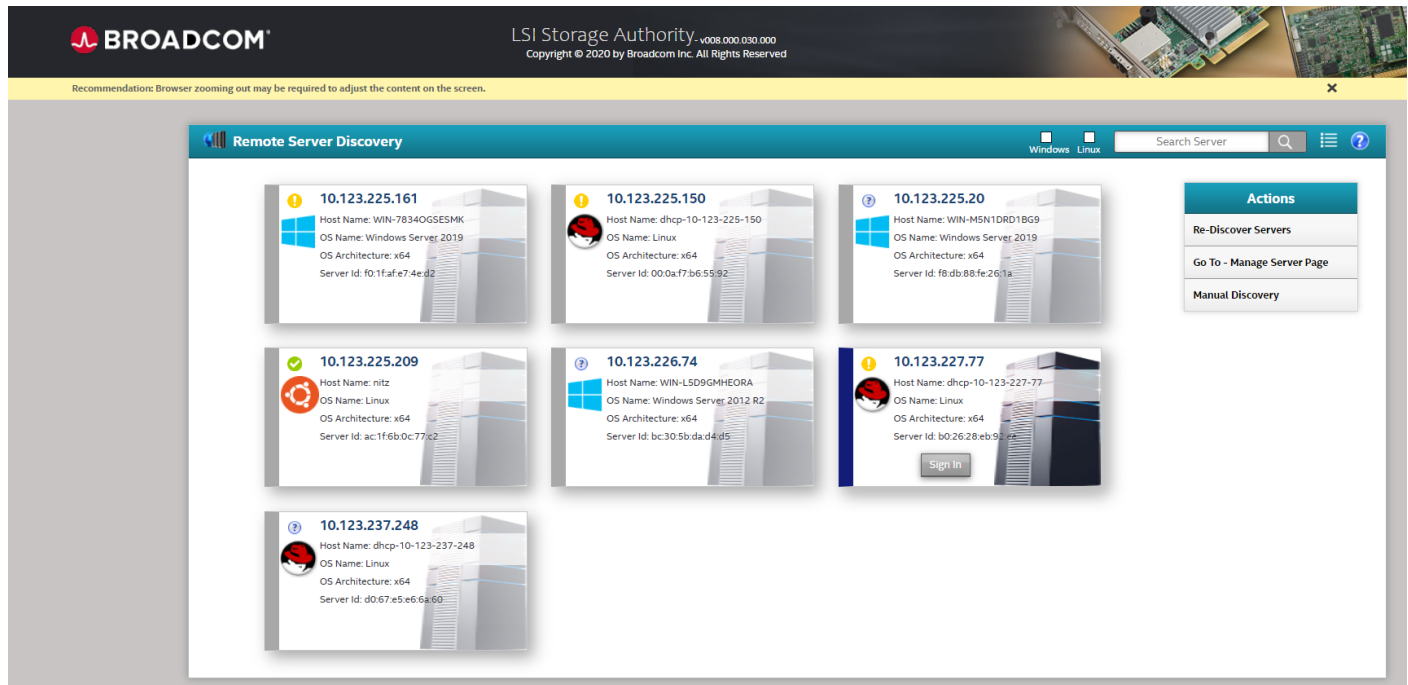 BROADCOM®
LSI Storage Authority- v008.000.030.000
Copyright © 2020 by Broadcom Inc. All Rights Reserved
Recommendation: Browser zooming out may be required to adjust the content on the screen.
Remote Server Discovery
Windows Linux
Search Server
Actions
Re-Discover Servers
Go To - Manage Server Page
Manual Discovery
10.123.225.161
Host Name: WIN-7834OGSESMK
OS Name: Windows Server 2019
OS Architecture: x64
Server Id: f0:1f:af:e7:4e:d2
10.123.225.150
Host Name: dhcp-10-123-225-150
OS Name: Linux
OS Architecture: x64
Server Id: 00:0a:f7:b6:55:92
10.123.225.20
Host Name: WIN-M5N1DRD1BG9
OS Name: Windows Server 2019
OS Architecture: x64
Server Id: f8:db:88:fe:26:1a
10.123.225.209
Host Name: nitz
OS Name: Linux
OS Architecture: x64
Server Id: ac:1f:6b:0c:77:c2
10.123.226.74
Host Name: WIN-L5D9GMHEORA
OS Name: Windows Server 2012 R2
OS Architecture: x64
Server Id: bc:30:5b:da:d4:d5
10.123.227.77
Host Name: dhcp-10-123-227-77
OS Name: Linux
OS Architecture: x64
Server Id: b0:26:28:eb:92:ee
Sign In
10.123.237.248
Host Name: dhcp-10-123-237-248
OS Name: Linux
OS Architecture: x64
Server Id: d0:67:e5:e6:6a:60